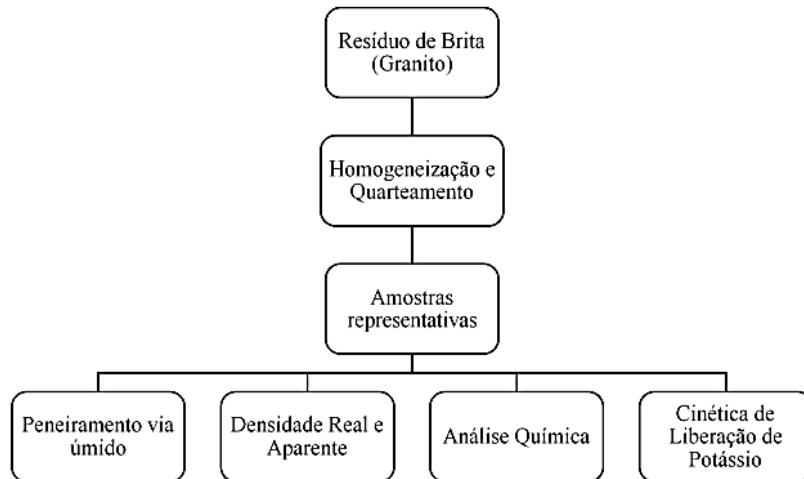 Resíduo de Brita
(Granito)
Homogeneização e
Quarteamento
Amostras
representativas
Peneiramento via
úmido
Densidade Real e
Aparente
Análise Química
Cinética de
Liberação de
Potássio